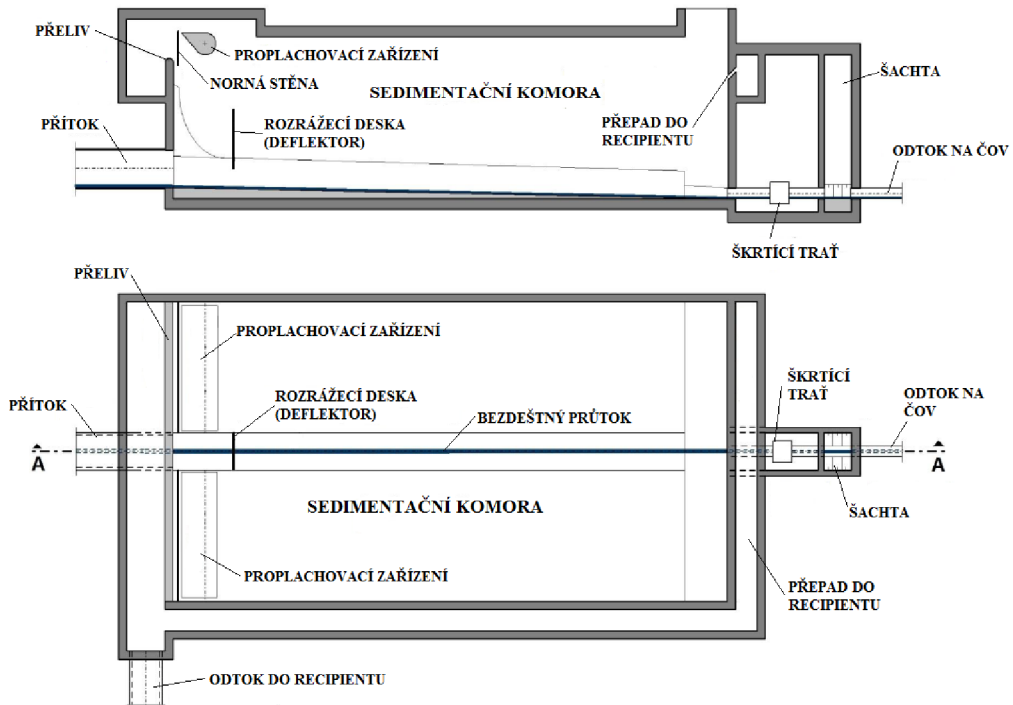 PŘELIV
PROPLACHOVACÍ ZAŘÍZENÍ
NORNÁ STĚNA
SEDIMENTAČNÍ KOMORA
ŠACHTA
PŘÍTOK
ROZRÁŽECÍ DESKA
(DEFLEKTOR)
PŘEPAD DO
RECIPIENTU
ODTOK NA ČOV
ŠKRTÍCÍ TRAŤ
PŘELIV
PROPLACHOVACÍ ZAŘÍZENÍ
PŘÍTOK
ROZRÁŽECÍ DESKA
(DEFLEKTOR)
BEZDEŠTNÝ PRŮTOK
ŠKRTÍCÍ
TRAŤ
ODTOK NA
ČOV
A
A
SEDIMENTAČNÍ KOMORA
ŠACHTA
PROPLACHOVACÍ ZAŘÍZENÍ
PŘEPAD DO
RECIPIENTU
ODTOK DO RECIPIENTU